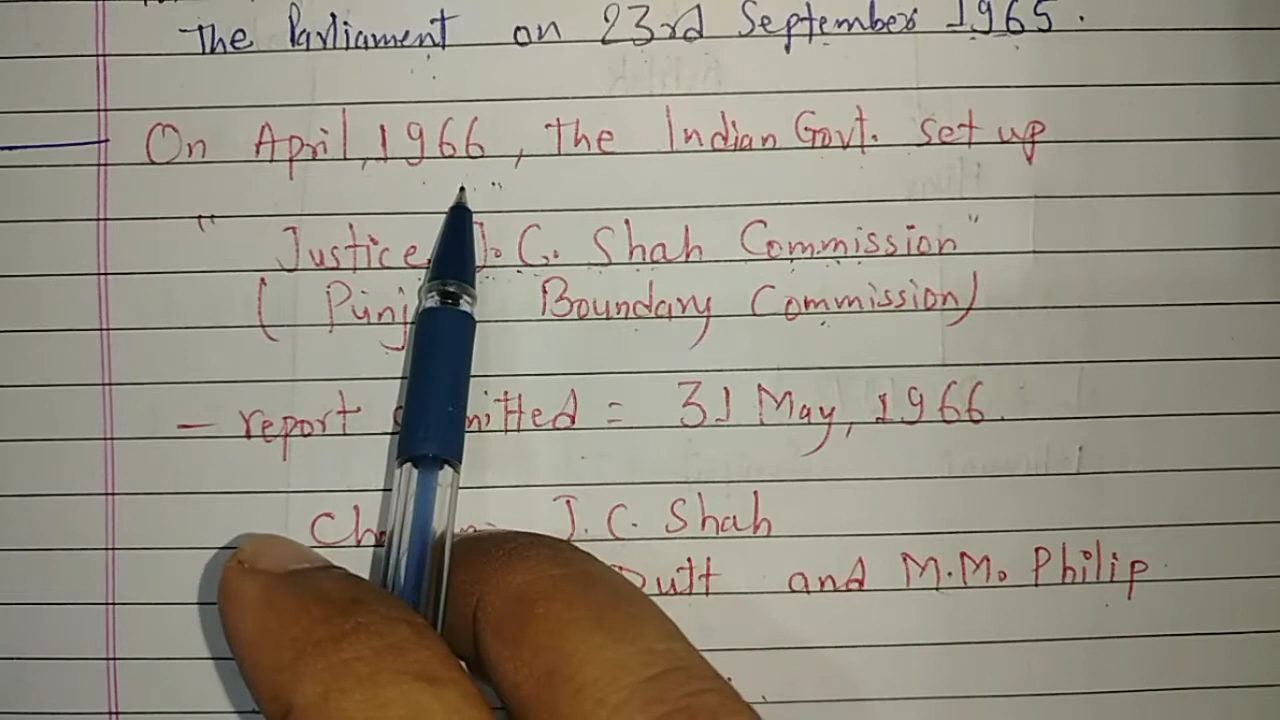 The Parliament on 23rd September 1965.
On April, 1966, the Indian Govt. set up
" Justice J. C. Shah Commission "
( Boundary Commission)
— report = 31 May, 1966.
J. C. Shah
Dutt and M.M. Philip